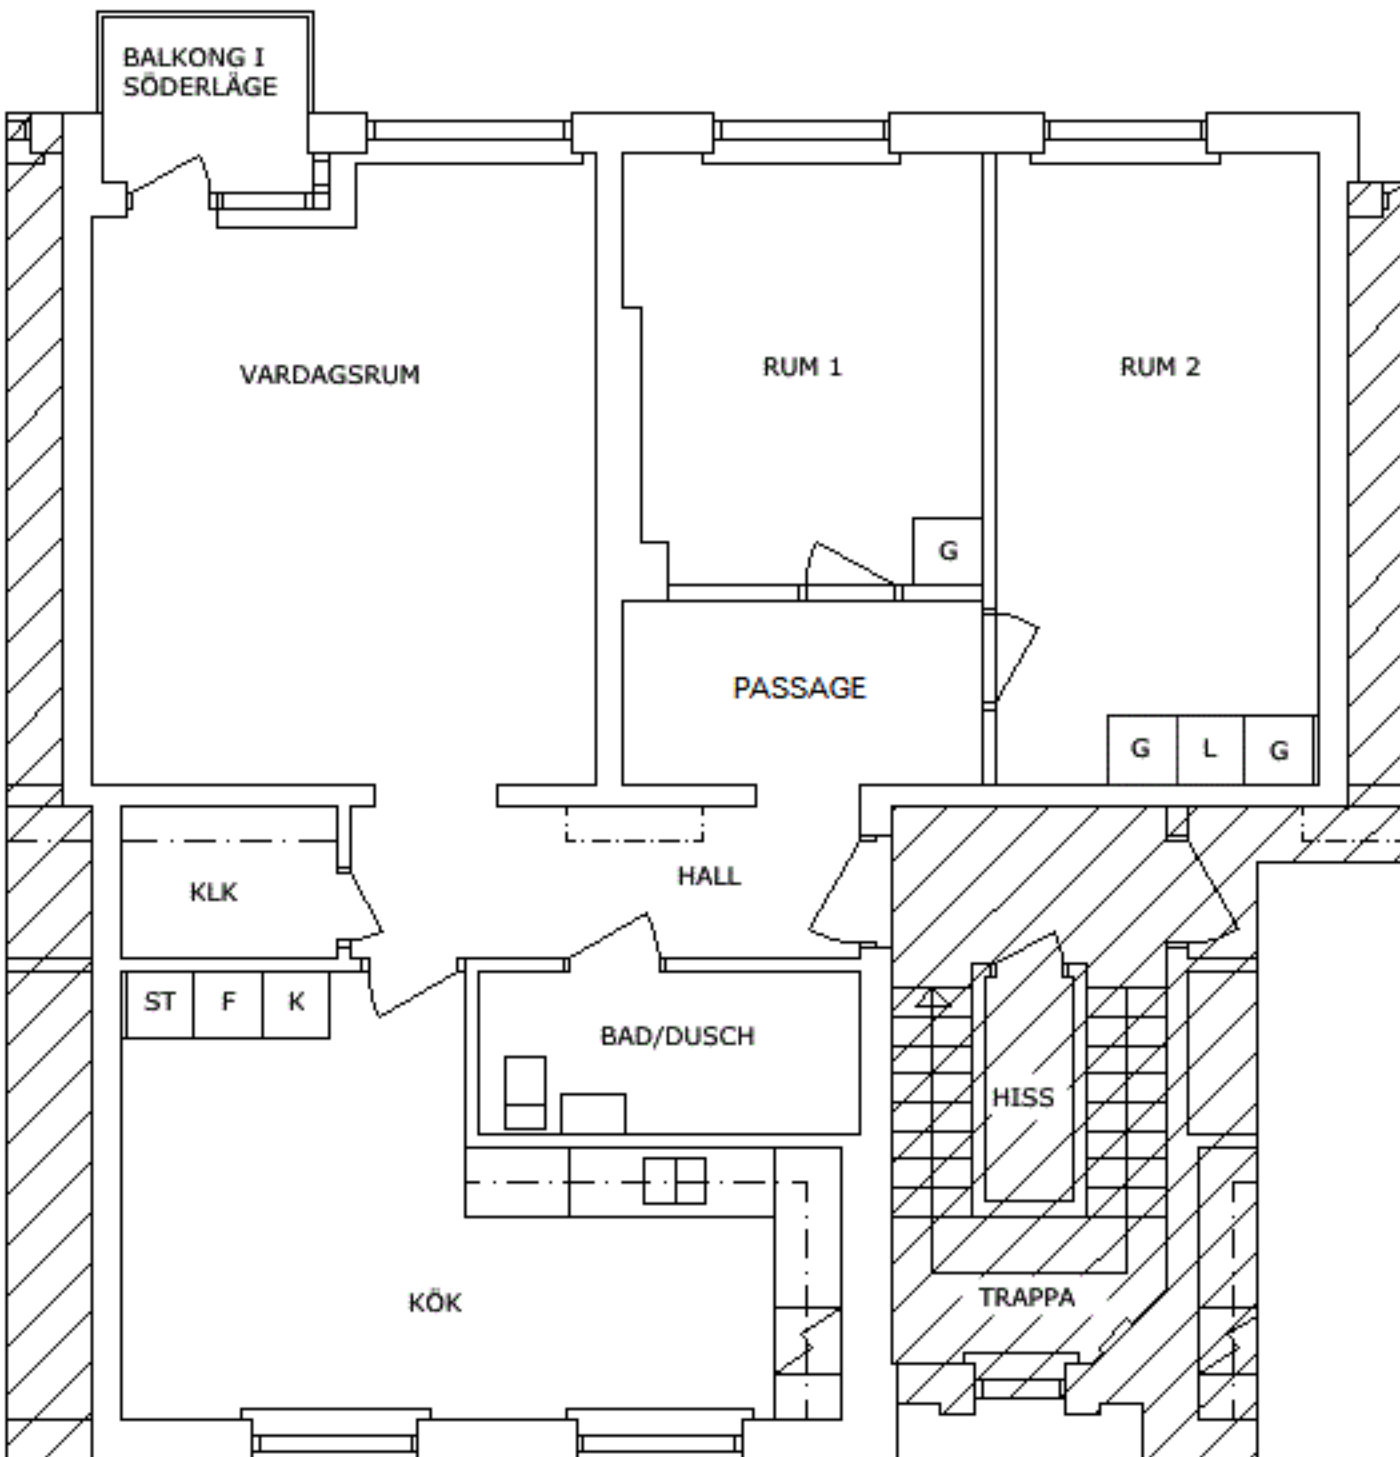 BALKONG I
SÖDERLÄGE
VARDAGSRUM
RUM 1
RUM 2
G
PASSAGE
G
L
G
HALL
KLK
ST
F
K
BAD/DUSCH
HISS
KÖK
TRAPPA